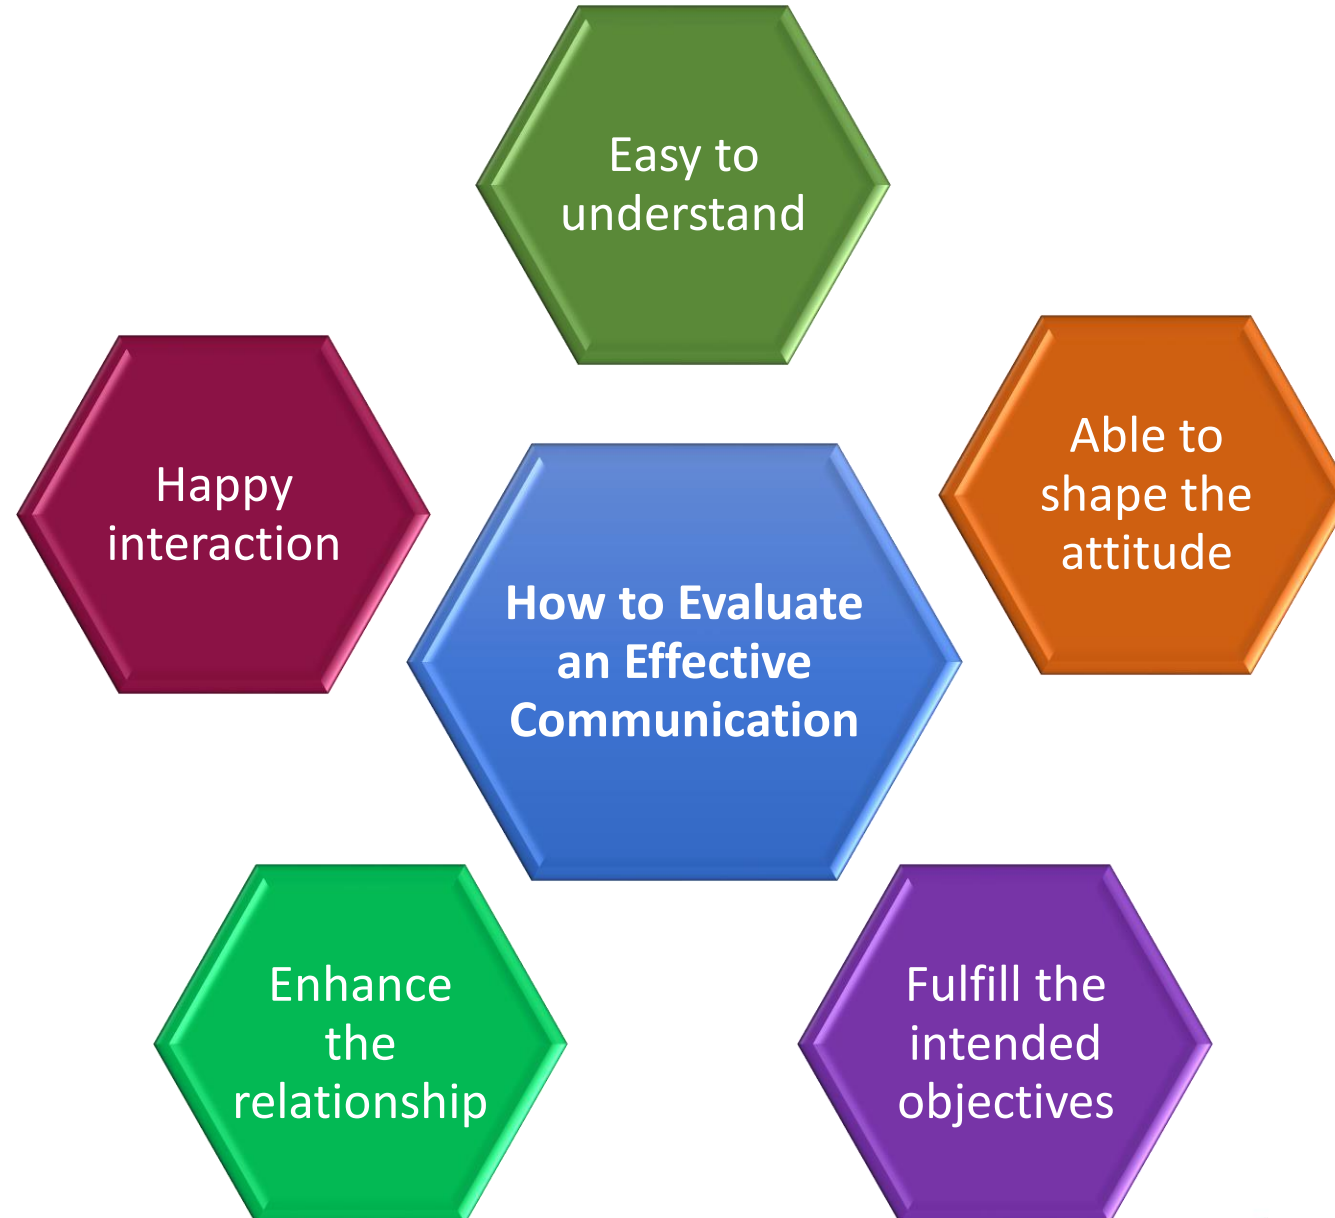 Easy to
understand
Able to
shape the
attitude
Happy
interaction
How to Evaluate
an Effective
Communication
Enhance
the
relationship
Fulfill the
intended
objectives